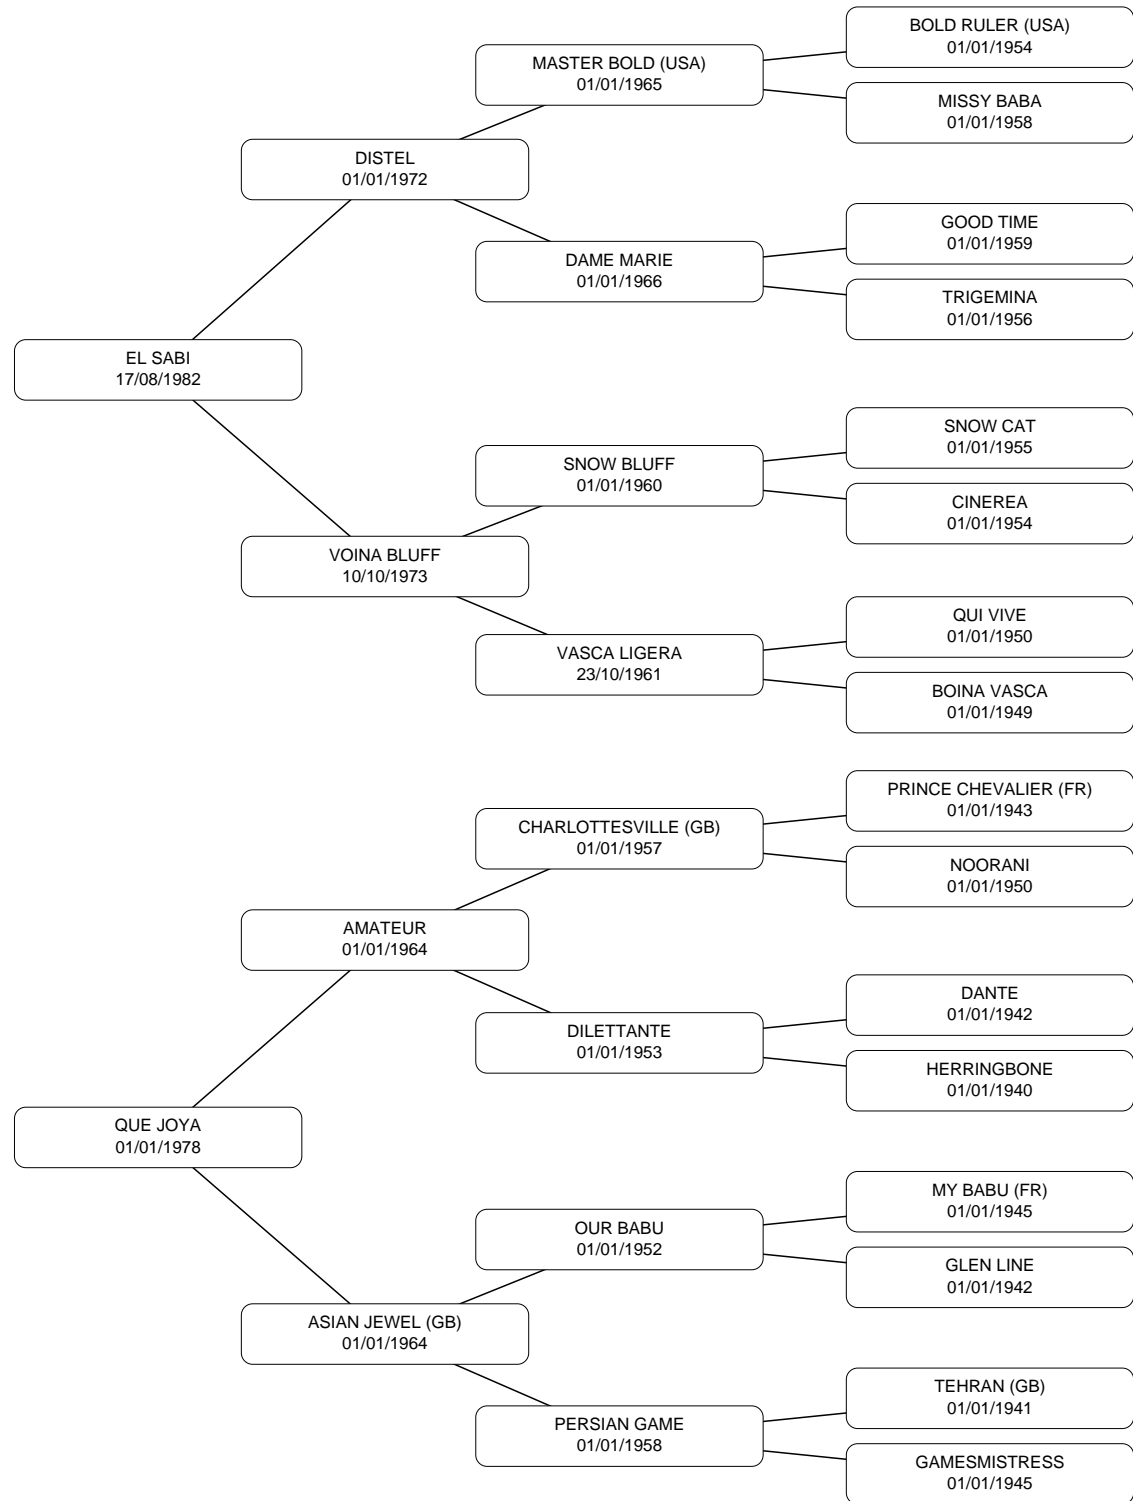 BOLD RULER (USA)
01/01/1954
MASTER BOLD (USA)
01/01/1965
MISSY BABA
01/01/1958
DISTEL
01/01/1972
GOOD TIME
01/01/1959
DAME MARIE
01/01/1966
TRIGEMINA
01/01/1956
EL SABI
17/08/1982
SNOW CAT
01/01/1955
SNOW BLUFF
01/01/1960
CINEREA
01/01/1954
VOINA BLUFF
10/10/1973
QUI VIVE
01/01/1950
VASCA LIGERA
23/10/1961
BOINA VASCA
01/01/1949
PRINCE CHEVALIER (FR)
01/01/1943
CHARLOTTESVILLE (GB)
01/01/1957
NOORANI
01/01/1950
AMATEUR
01/01/1964
DANTE
01/01/1942
DILETTANTE
01/01/1953
HERRINGBONE
01/01/1940
QUE JOYA
01/01/1978
MY BABU (FR)
01/01/1945
OUR BABU
01/01/1952
GLEN LINE
01/01/1942
ASIAN JEWEL (GB)
01/01/1964
TEHRAN (GB)
01/01/1941
PERSIAN GAME
01/01/1958
GAMESMISTRESS
01/01/1945